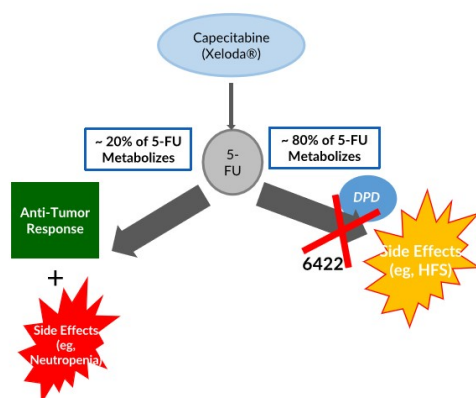 Capecitabine
(Xeloda®)
~ 20% of 5-FU
Metabolizes
5-
FU
~ 80% of 5-FU
Metabolizes
DPD
Anti-Tumor
Response
6422
Side Effects
(eg, HFS)
+
Side Effects
(eg,
Neutropenia)